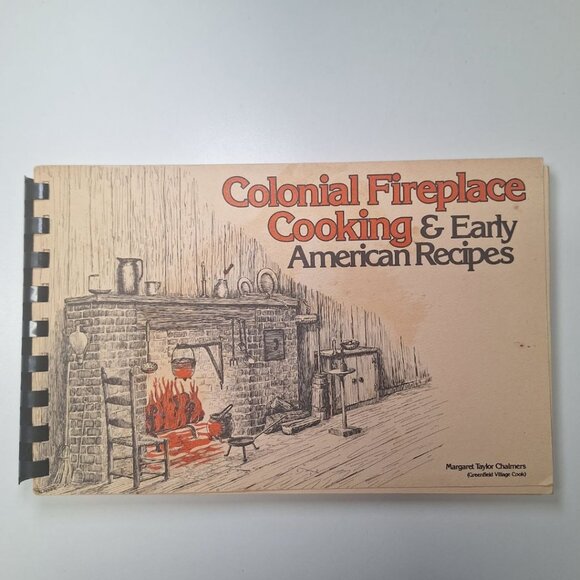 Colonial Fireplace
Cooking & Early
American Recipes
Margaret Taylor Chalmers
(Greenfield Village Cook)